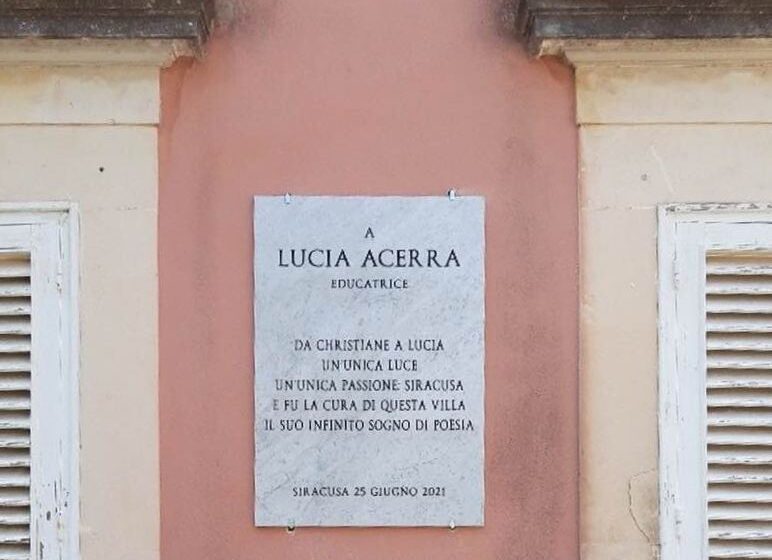 A
LUCIA ACERRA
EDUCATRICE
DA CHRISTIANE A LUCIA
UN'UNICA LUCE
UN'UNICA PASSIONE: SIRACUSA
E FU LA CURA DI QUESTA VILLA
IL SUO INFINITO SOGNO DI POESIA
SIRACUSA 25 GIUGNO 2021